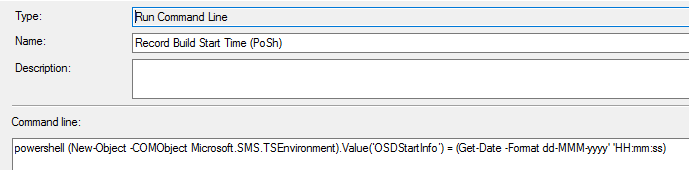 Type:
Run Command Line
Name:
Record Build Start Time (PoSh)
Description:
Command line:
powershell (New-Object -COMObject Microsoft.SMS.TSEnvironment).Value('OSDStartInfo') = (Get-Date -Format dd-MMM-yyyy' 'HH:mm:ss)